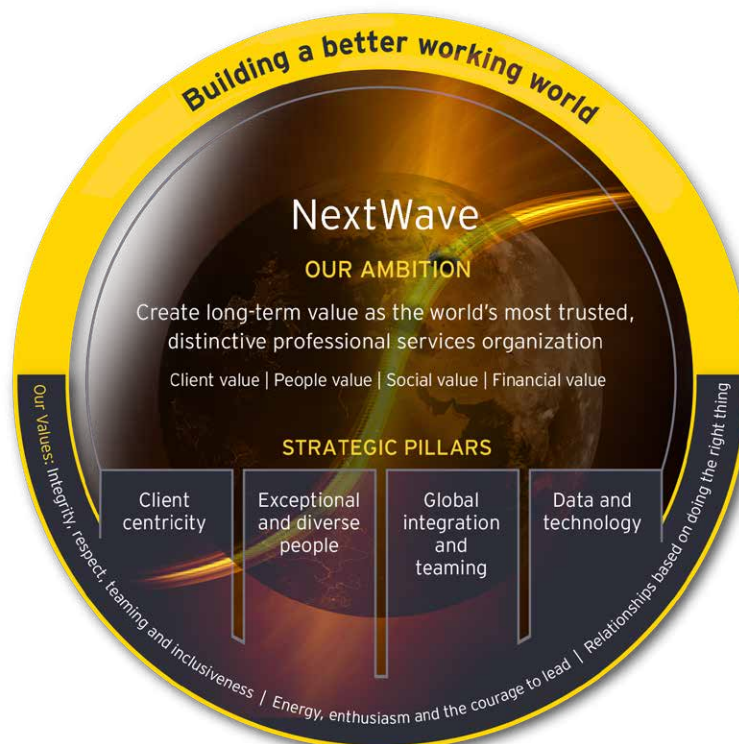 Building a better working world
NextWave
OUR AMBITION
Create long-term value as the world's most trusted,
distinctive professional services organization
Client value | People value | Social value | Financial value
STRATEGIC PILLARS
Client
centricity
Exceptional
and diverse
people
Global
integration
and
teaming
Data and
technology
Our Values: Integrity, respect, teaming and inclusiveness | Energy, enthusiasm and the courage to lead | Relationships based on doing the right thing